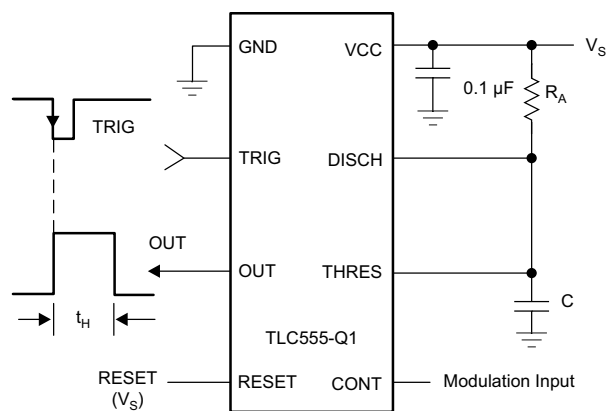 GND
VCC
V_S
0.1 µF
R_A
TRIG
TRIG
DISCH
OUT
OUT
THRES
C
t_H
TLC555-Q1
RESET
(V_S)
RESET
CONT
Modulation Input